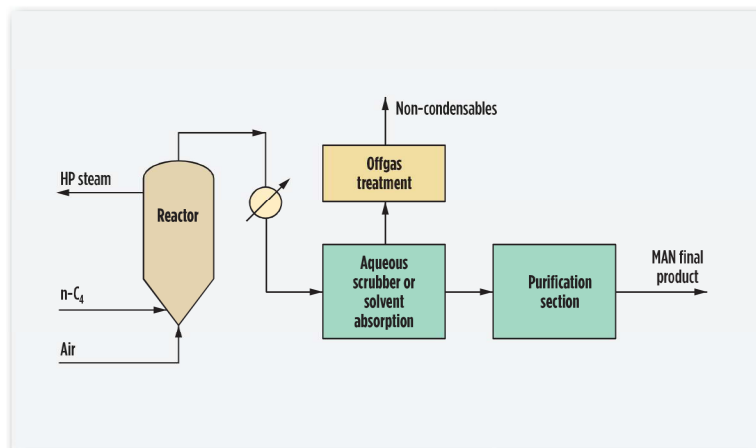 Non-condensables
Offgas
treatment
HP steam
Reactor
Aqueous
scrubber or
solvent
absorption
Purification
section
MAN final
product
n-C₄
Air